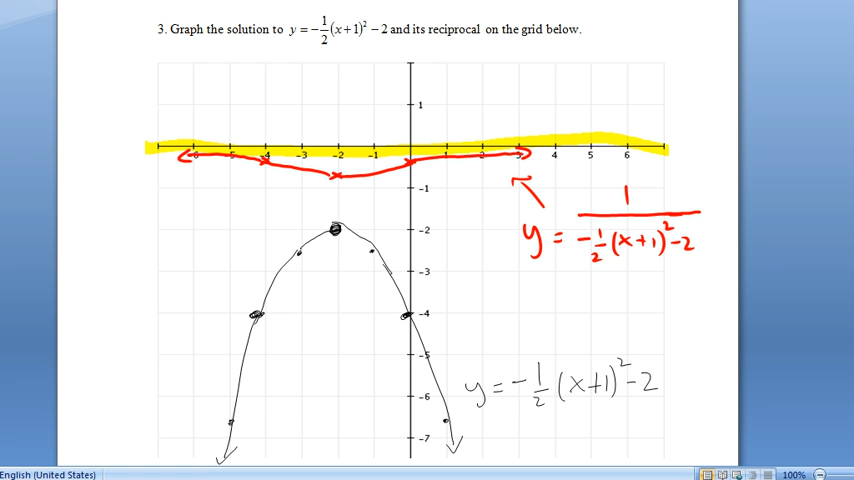 3. Graph the solution to y = -1/2(x+1)² - 2 and its reciprocal on the grid below.
1
-6 -5 -4 -3 -2 -1 1 2 3 4 5 6
-1
-2
-3
-4
-5
-6
-7
y = 1/(-1/2(x+1)²-2)
y = -1/2(x+1)²-2
English (United States)
100%